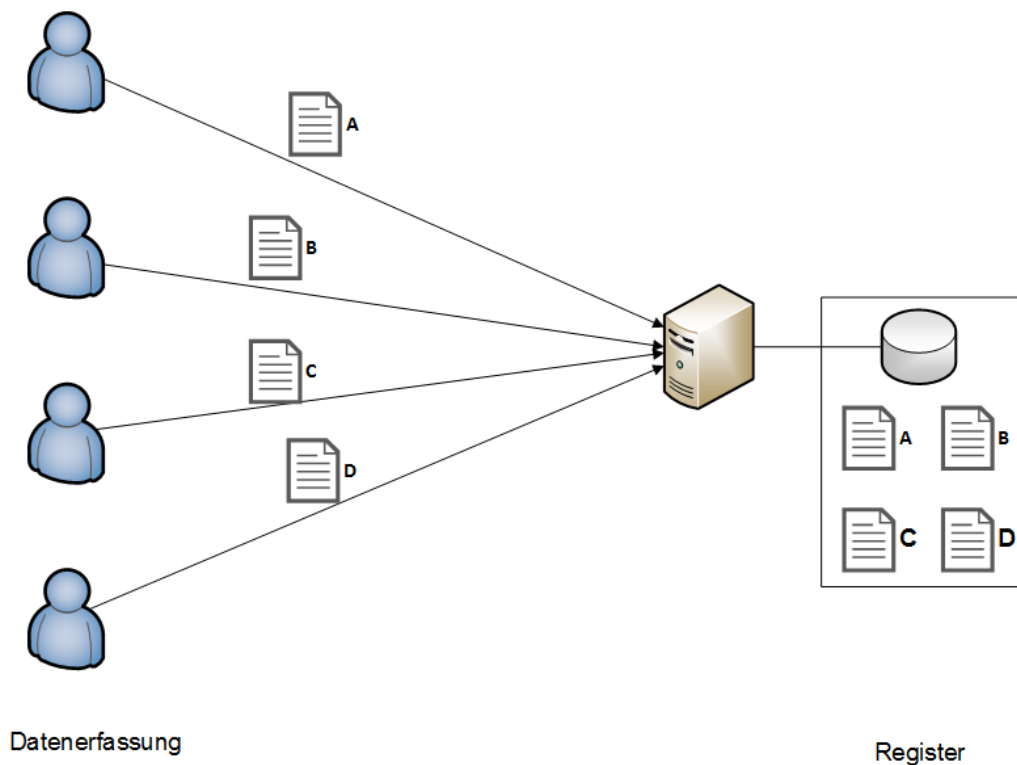 A
B
C
D
A B
C D
Datenerfassung
Register